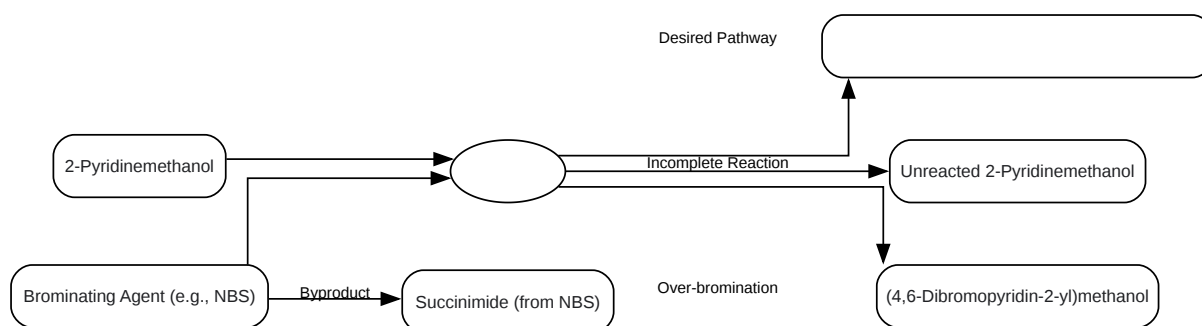 Desired Pathway
2-Pyridinemethanol
Incomplete Reaction
Unreacted 2-Pyridinemethanol
Brominating Agent (e.g., NBS)
Byproduct
Succinimide (from NBS)
Over-bromination
(4,6-Dibromopyridin-2-yl)methanol